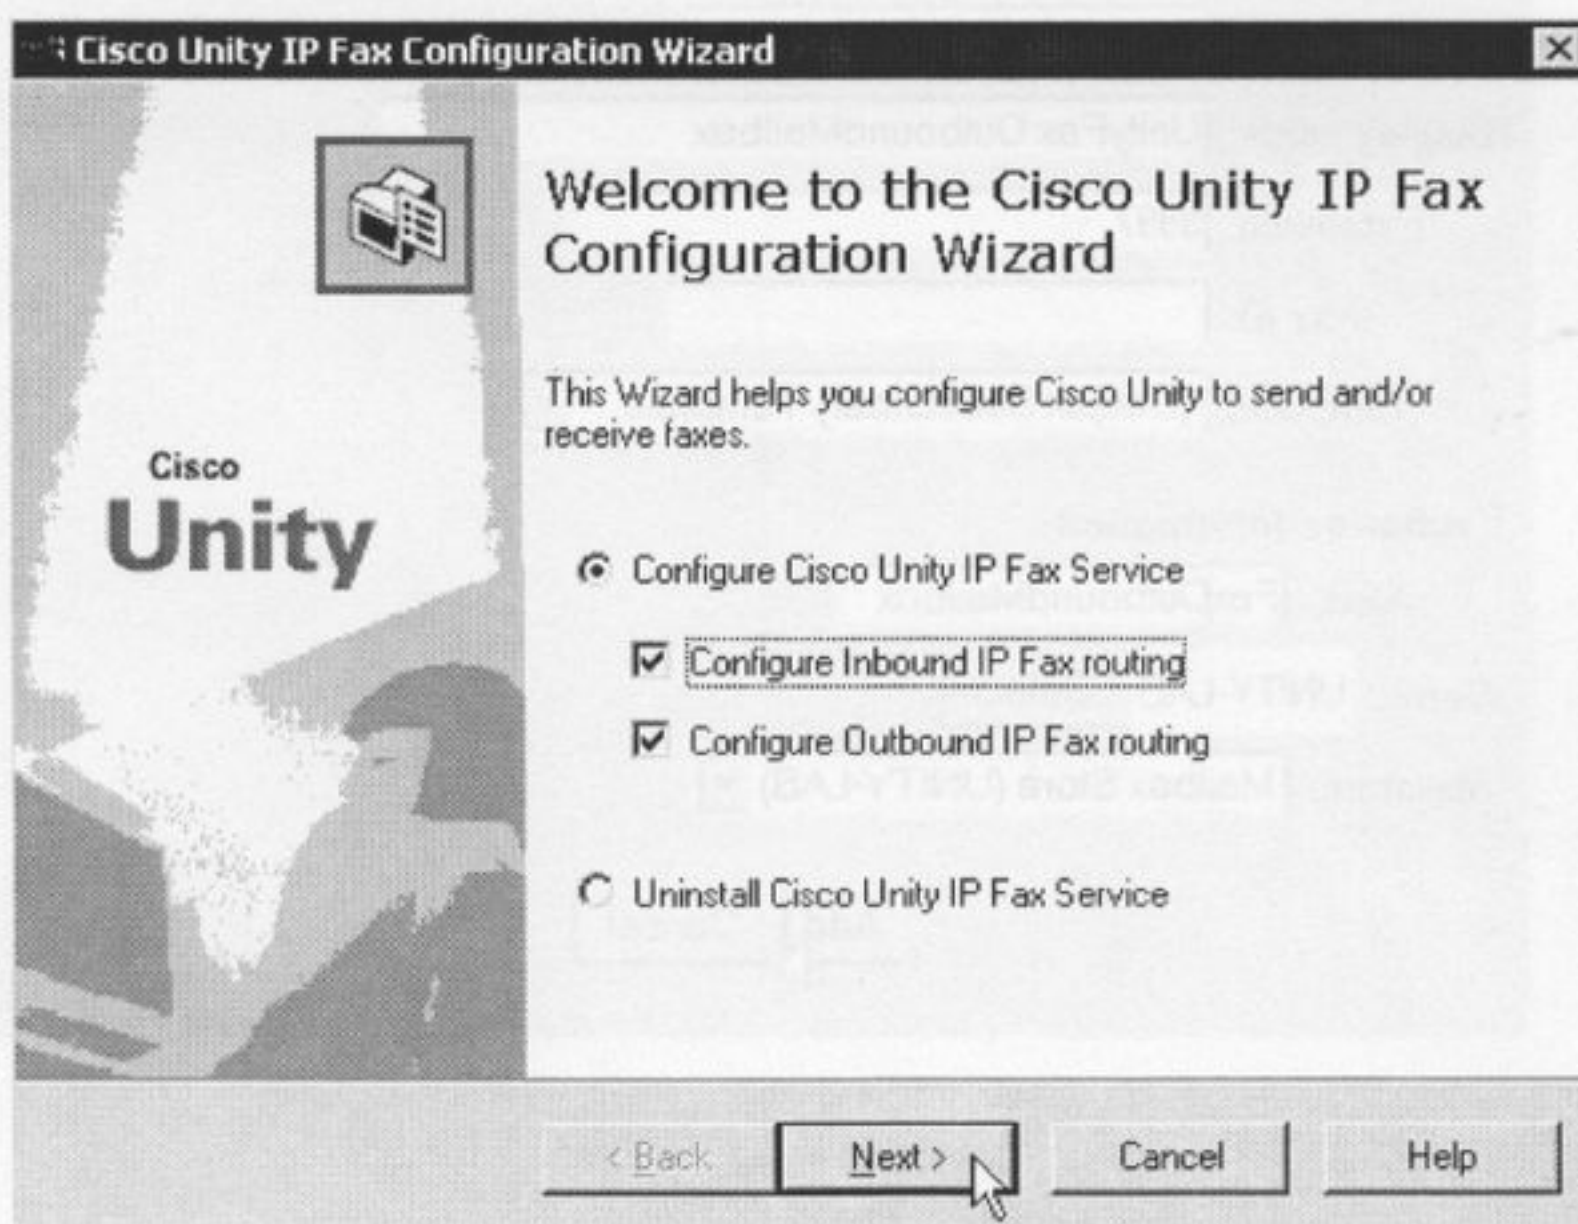 Cisco Unity IP Fax Configuration Wizard
Welcome to the Cisco Unity IP Fax
Configuration Wizard
This Wizard helps you configure Cisco Unity to send and/or
receive faxes.
Cisco
Unity
Configure Cisco Unity IP Fax Service
Configure Inbound IP Fax routing
Configure Outbound IP Fax routing
Uninstall Cisco Unity IP Fax Service
< Back
Next >
Cancel
Help